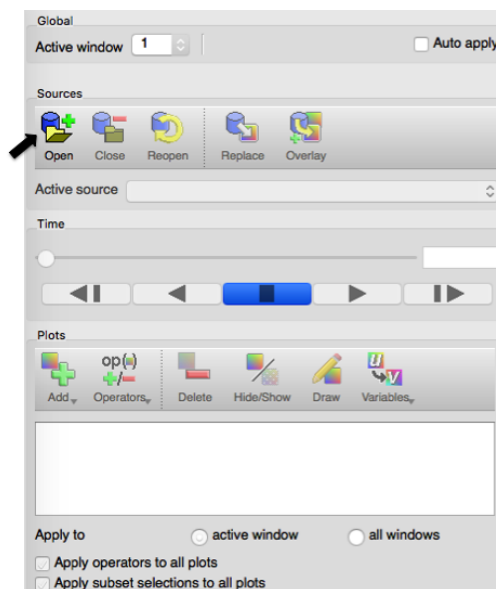 Global
Active window 1 Auto apply
Sources
Open Close Reopen Replace Overlay
Active source
Time
Plots
op(=)
+/-
Add Operators Delete Hide/Show Draw Variables
Apply to active window all windows
Apply operators to all plots
Apply subset selections to all plots